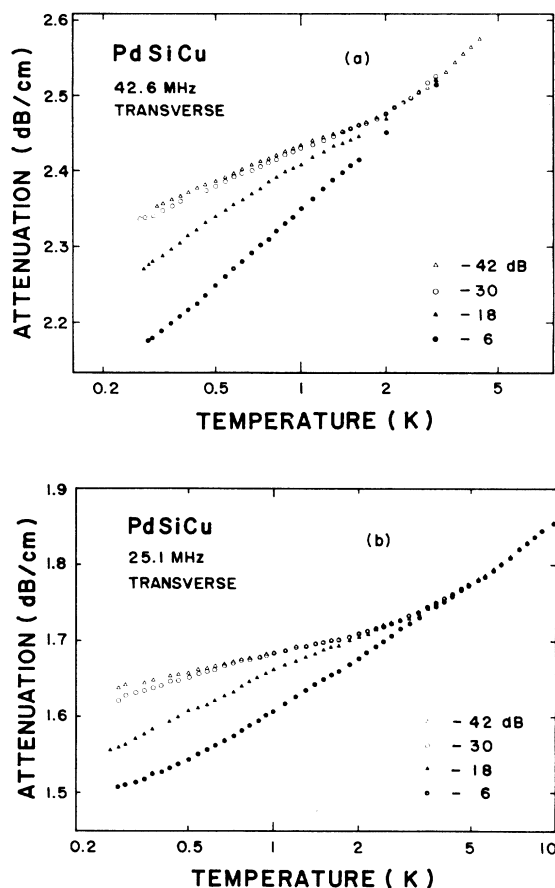 2.6
2.5
2.4
2.3
2.2
ATTENUATION (dB/cm)
PdSiCu
42.6 MHz
TRANSVERSE
(a)
- 42 dB
- 30
- 18
- 6
0.2 0.5 1 2 5
TEMPERATURE (K)
1.9
1.8
1.7
1.6
1.5
ATTENUATION (dB/cm)
PdSiCu
25.1 MHz
TRANSVERSE
(b)
- 42 dB
- 30
- 18
- 6
0.2 0.5 1 2 5 10
TEMPERATURE (K)